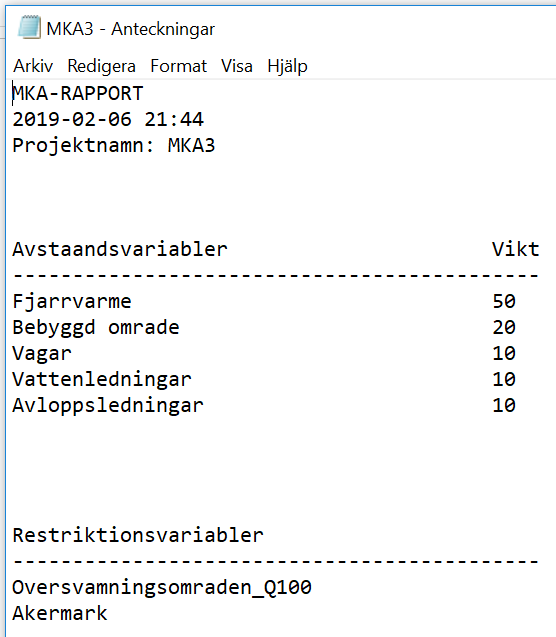 MKA3 - Anteckningar
Arkiv Redigera Format Visa Hjälp
MKA-RAPPORT
2019-02-06 21:44
Projektnamn: MKA3
Avstaandsvariabler Vikt
--------------------------------------------
Fjarrvarme 50
Bebyggd omrade 20
Vagar 10
Vattenledningar 10
Avloppsledningar 10
Restriktionsvariabler
--------------------------------------------
Oversvamningsomraden_Q100
Akermark